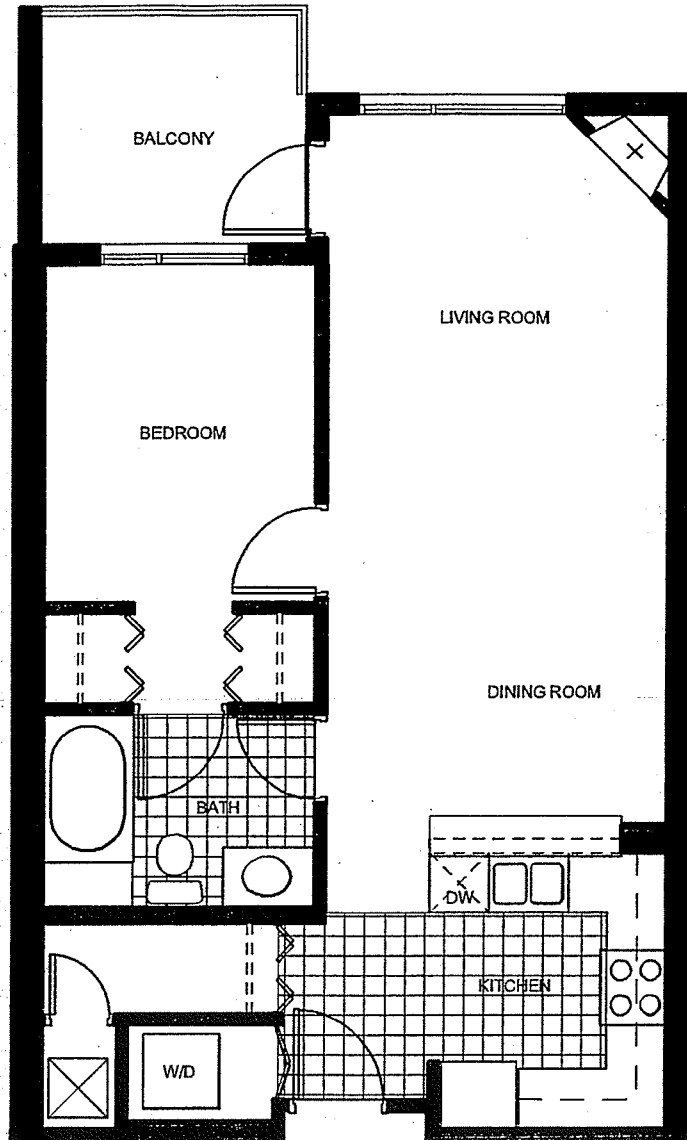 BALCONY
LIVING ROOM
BEDROOM
DINING ROOM
BATH
DW
KITCHEN
W/D